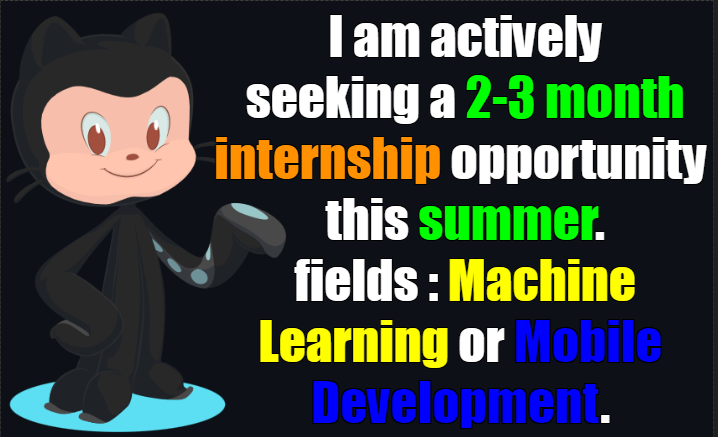 I am actively
seeking a 2-3 month
internship opportunity
this summer.
fields : Machine
Learning or Mobile
Development.